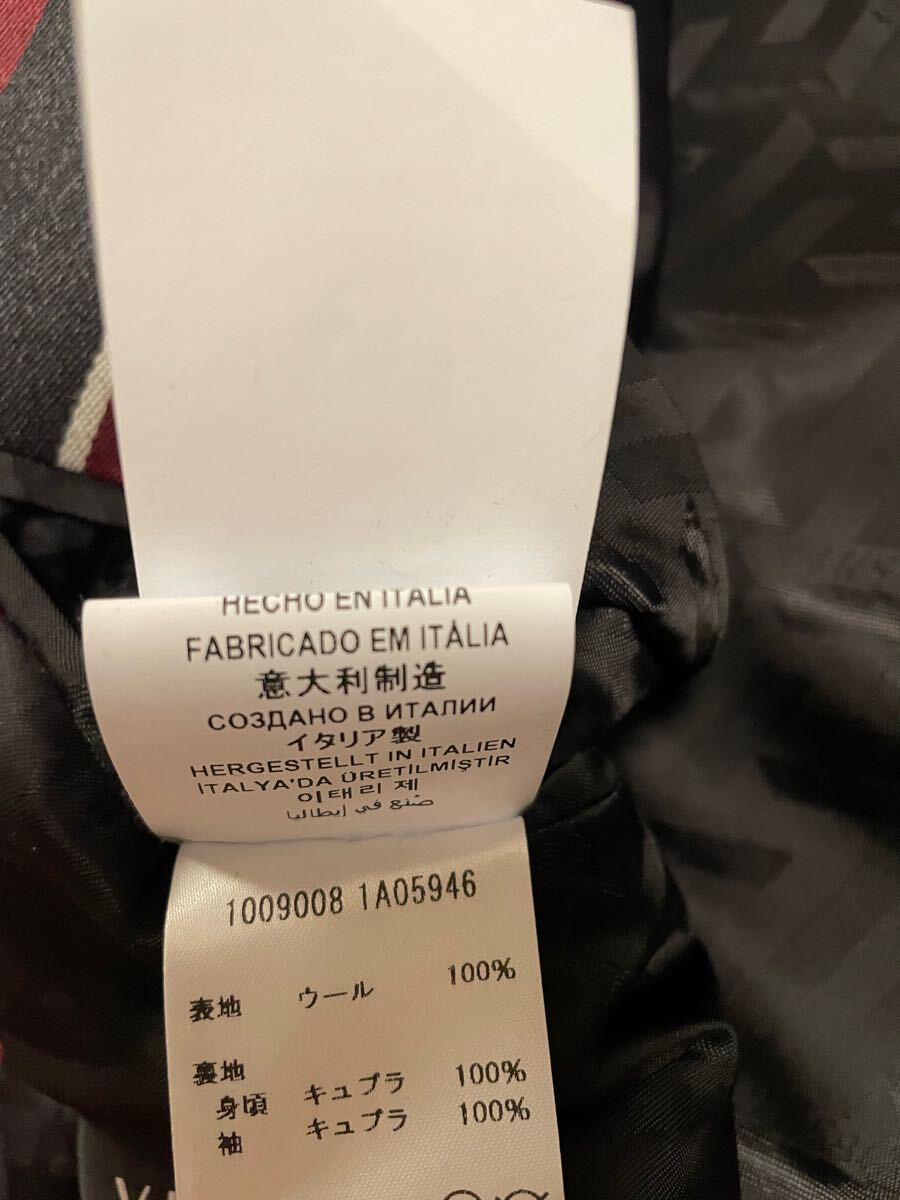 HECHO EN ITALIA
FABRICADO EM ITÁLIA
意大利制造
СОЗДАНО В ИТАЛИИ
イタリア製
HERGESTELLT IN ITALIEN
İTALYA'DA ÜRETİLMİŞTİR
이태리제
صنع في إيطاليا
1009008 1A05946
表地 ウール 100%
裏地
身頃 キュプラ 100%
袖 キュプラ 100%